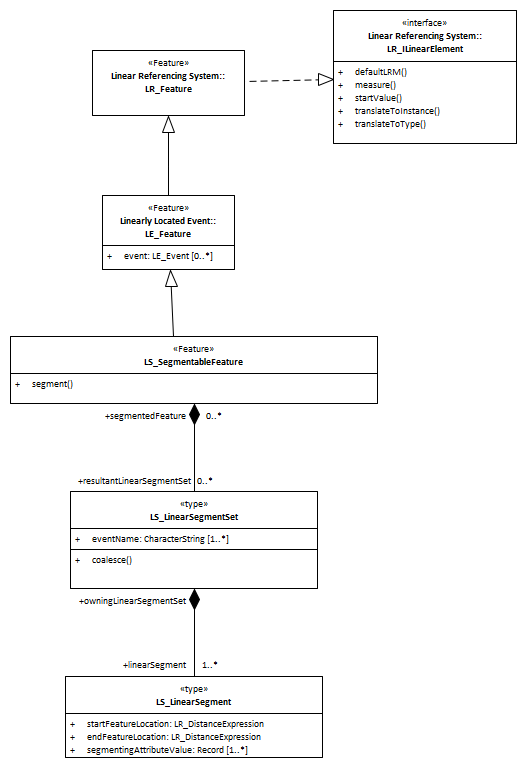 «interface»
Linear Referencing System::
LR_ILinearElement
+ defaultLRM()
+ measure()
+ startValue()
+ translateToInstance()
+ translateToType()
«Feature»
Linear Referencing System::
LR_Feature
«Feature»
Linearly Located Event::
LE_Feature
+ event: LE_Event [0..*]
«Feature»
LS_SegmentableFeature
+ segment()
+segmentedFeature 0..*
+resultantLinearSegmentSet 0..*
«type»
LS_LinearSegmentSet
+ eventName: CharacterString [1..*]
+ coalesce()
+owningLinearSegmentSet
+linearSegment 1..*
«type»
LS_LinearSegment
+ startFeatureLocation: LR_DistanceExpression
+ endFeatureLocation: LR_DistanceExpression
+ segmentingAttributeValue: Record [1..*]